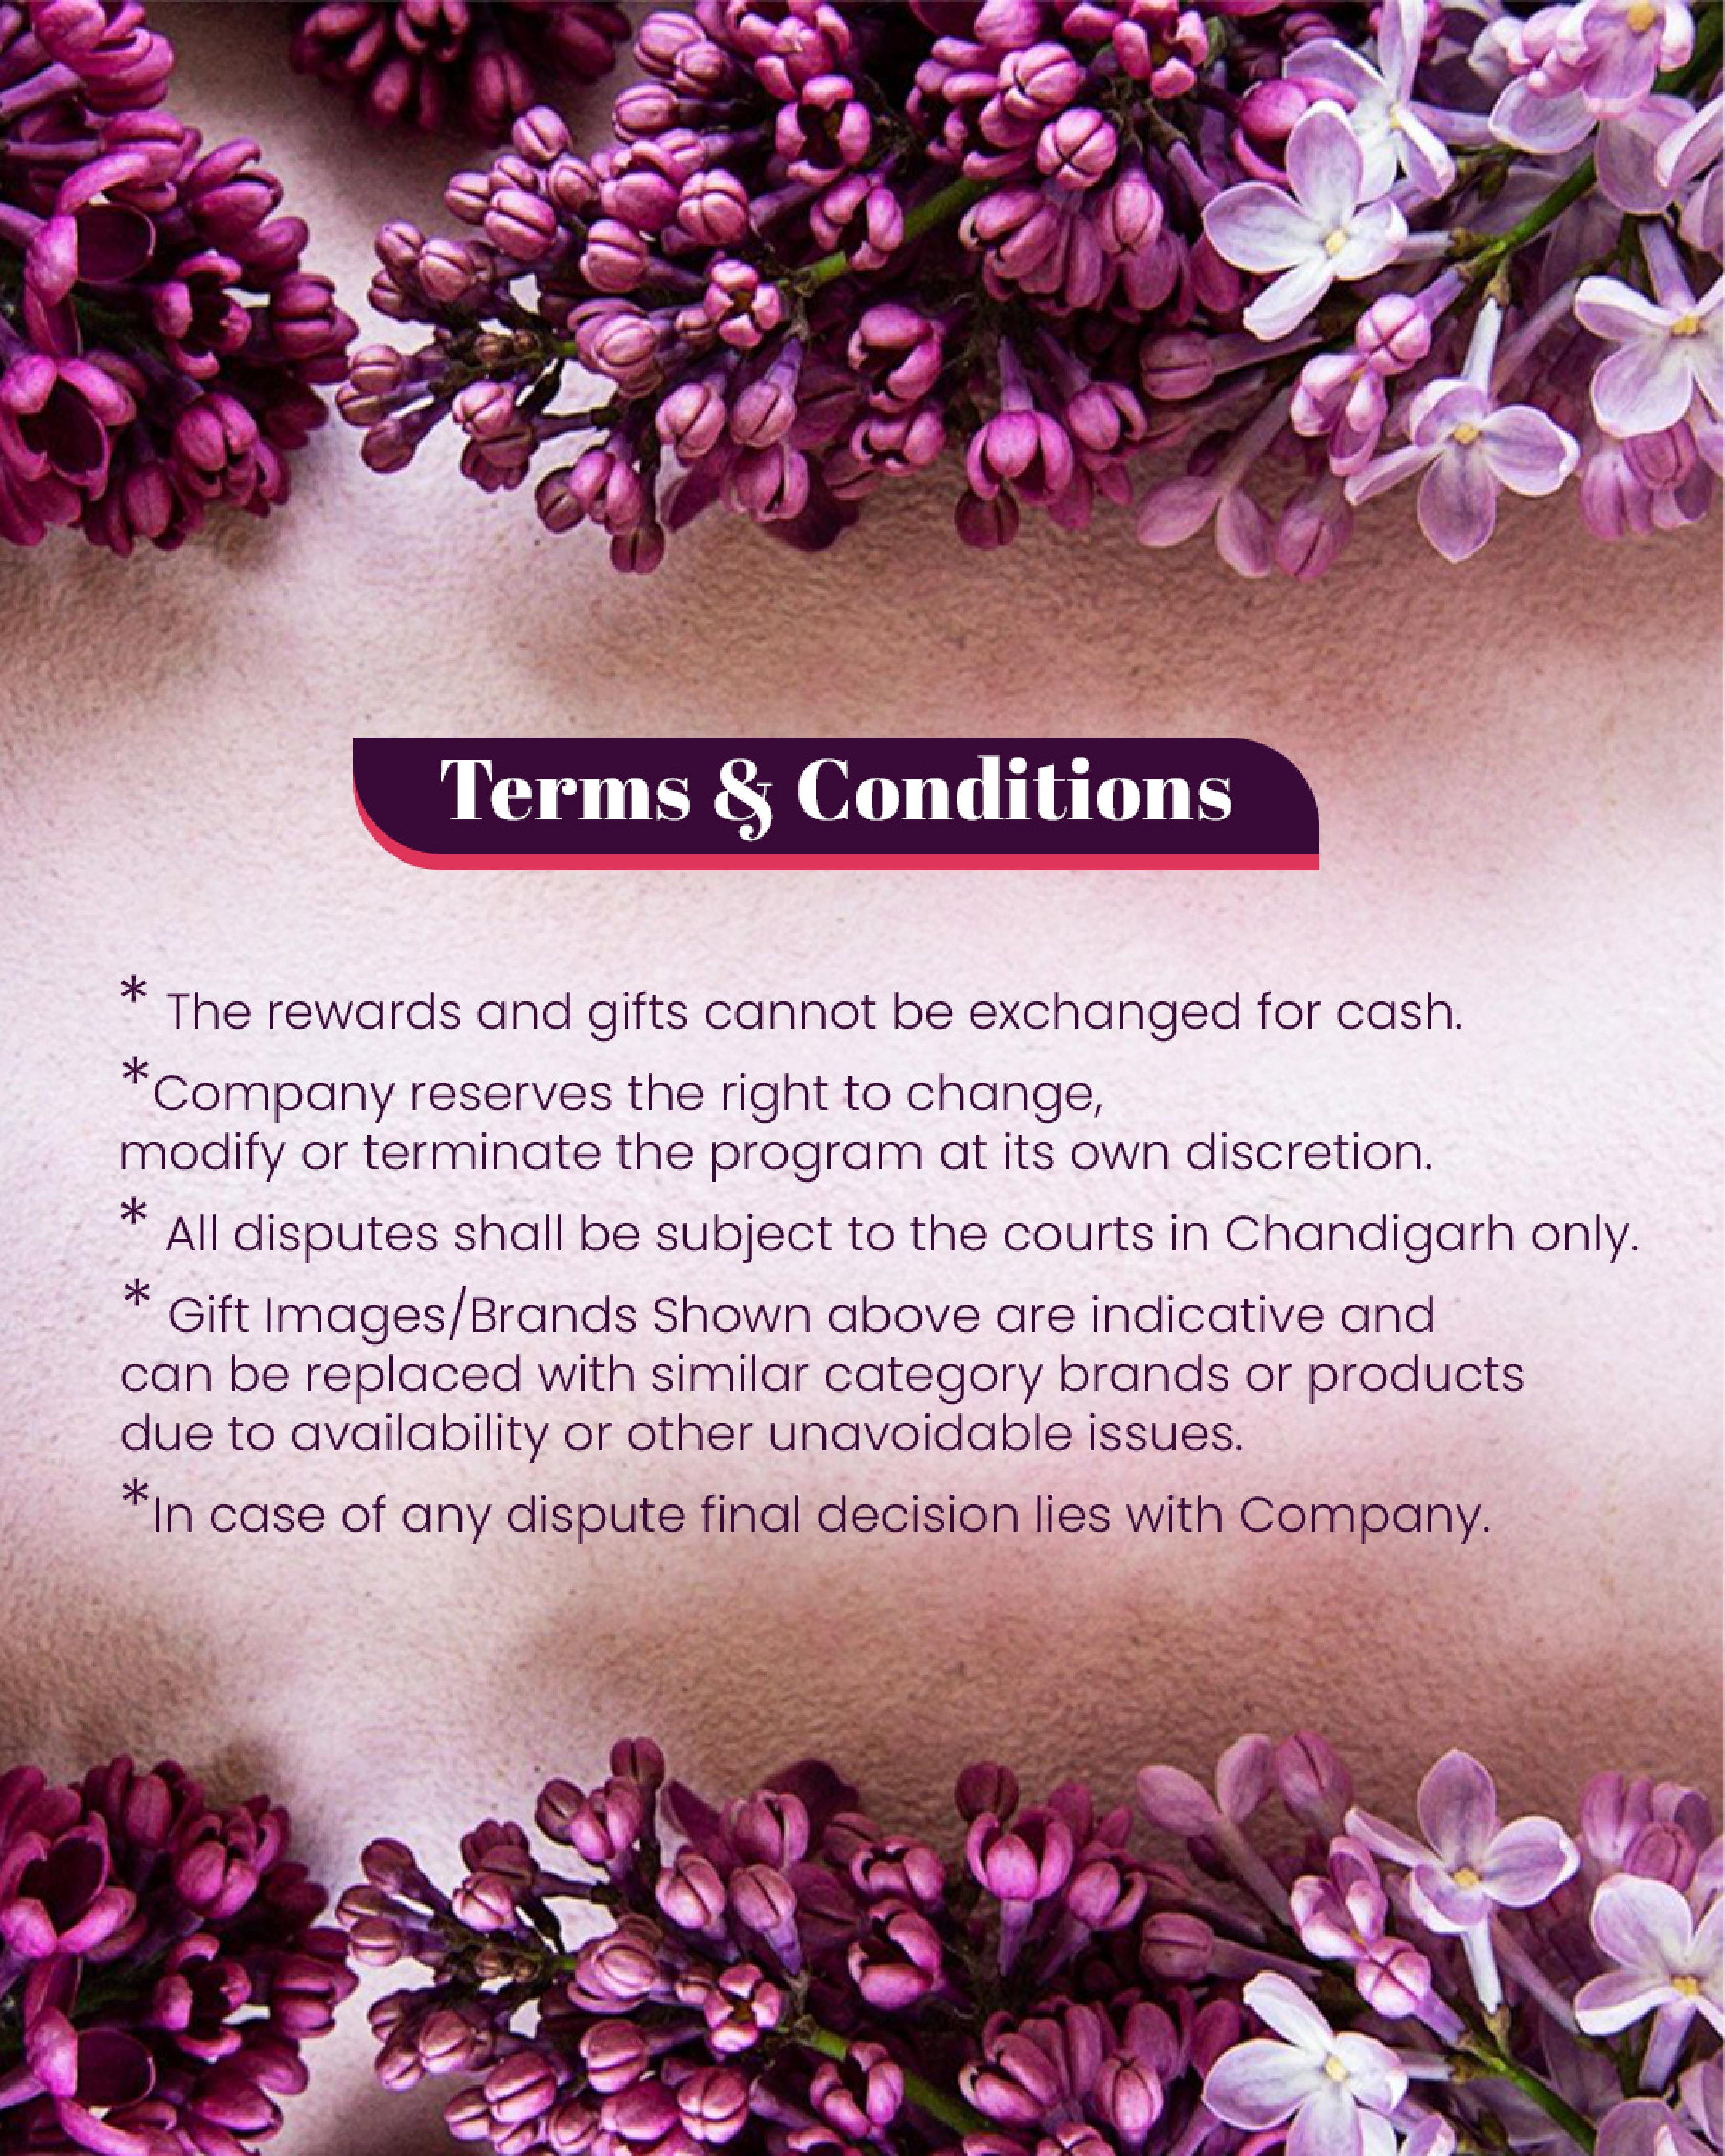 Terms & Conditions
* The rewards and gifts cannot be exchanged for cash.
*Company reserves the right to change,
modify or terminate the program at its own discretion.
* All disputes shall be subject to the courts in Chandigarh only.
* Gift Images/Brands Shown above are indicative and
can be replaced with similar category brands or products
due to availability or other unavoidable issues.
*In case of any dispute final decision lies with Company.